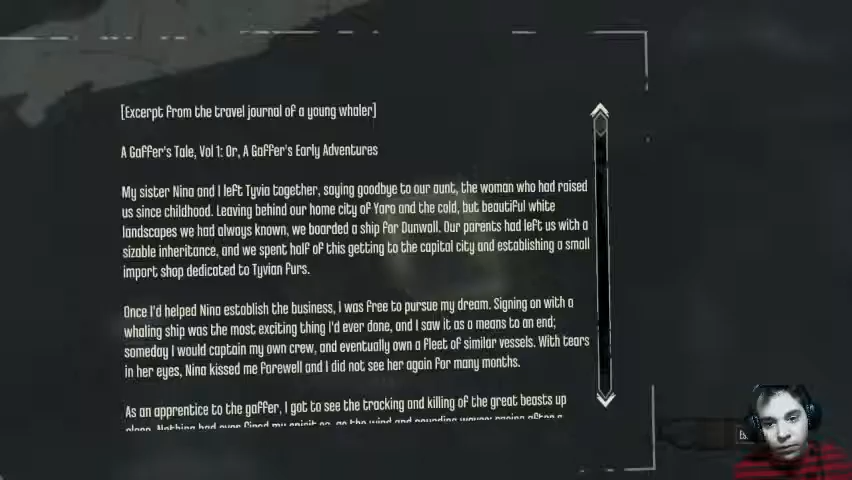 [Excerpt from the travel journal of a young whaler]
A Gaffer's Tale, Vol 1: Or, A Gaffer's Early Adventures
My sister Nina and I left Tyvia together, saying goodbye to our aunt, the woman who had raised
us since childhood. Leaving behind our home city of Yaro and the cold, but beautiful white
landscapes we had always known, we boarded a ship for Dunwall. Our parents had left us with a
sizable inheritance, and we spent half of this getting to the capital city and establishing a small
import shop dedicated to Tyvian furs.
Once I'd helped Nina establish the business, I was free to pursue my dream. Signing on with a
whaling ship was the most exciting thing I'd ever done, and I saw it as a means to an end;
someday I would captain my own crew, and eventually own a fleet of similar vessels. With tears
in her eyes, Nina kissed me farewell and I did not see her again for many months.
As an apprentice to the gaffer, I got to see the tracking and killing of the great beasts up